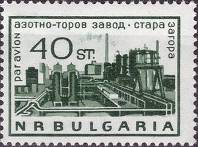 азотно-торов завод · стара загора
par avion
40 ST.
NR BULGARIA